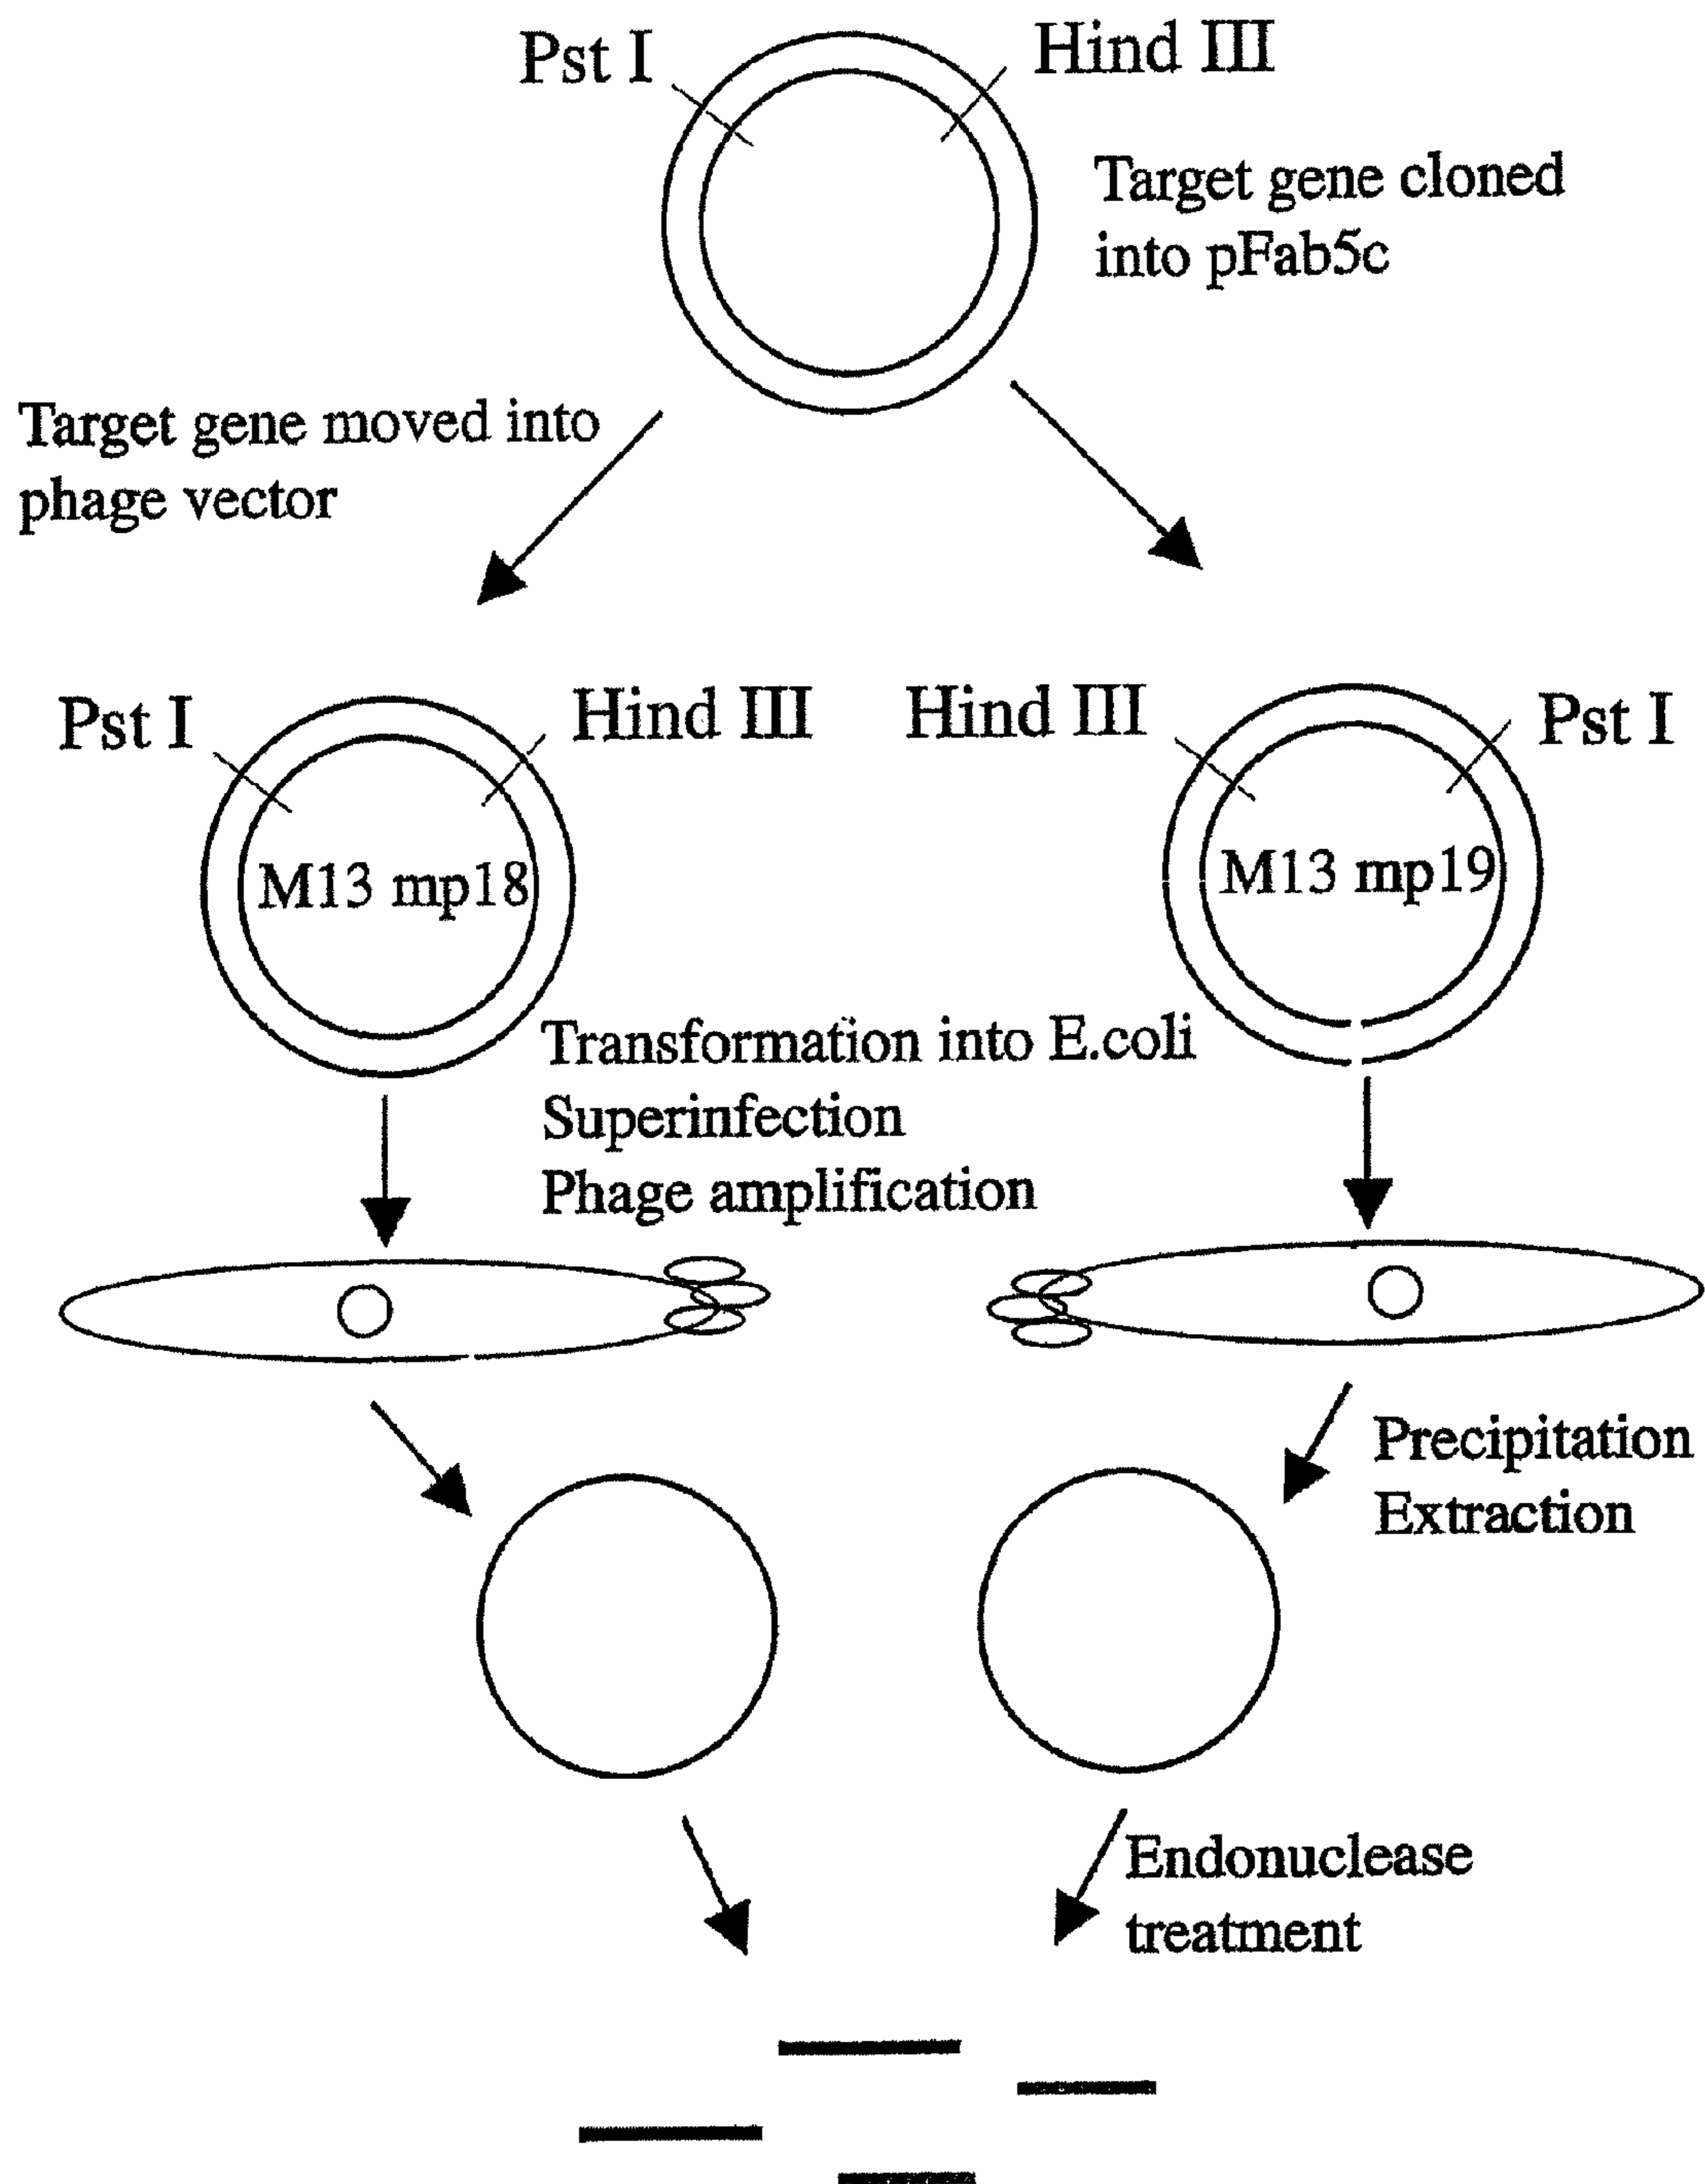 Pst I
Hind III
Target gene cloned
into pFab5c
Target gene moved into
phage vector
Pst I
Hind III
Hind III
Pst I
M13 mp18
M13 mp19
Transformation into E.coli
Superinfection
Phage amplification
Precipitation
Extraction
Endonuclease
treatment